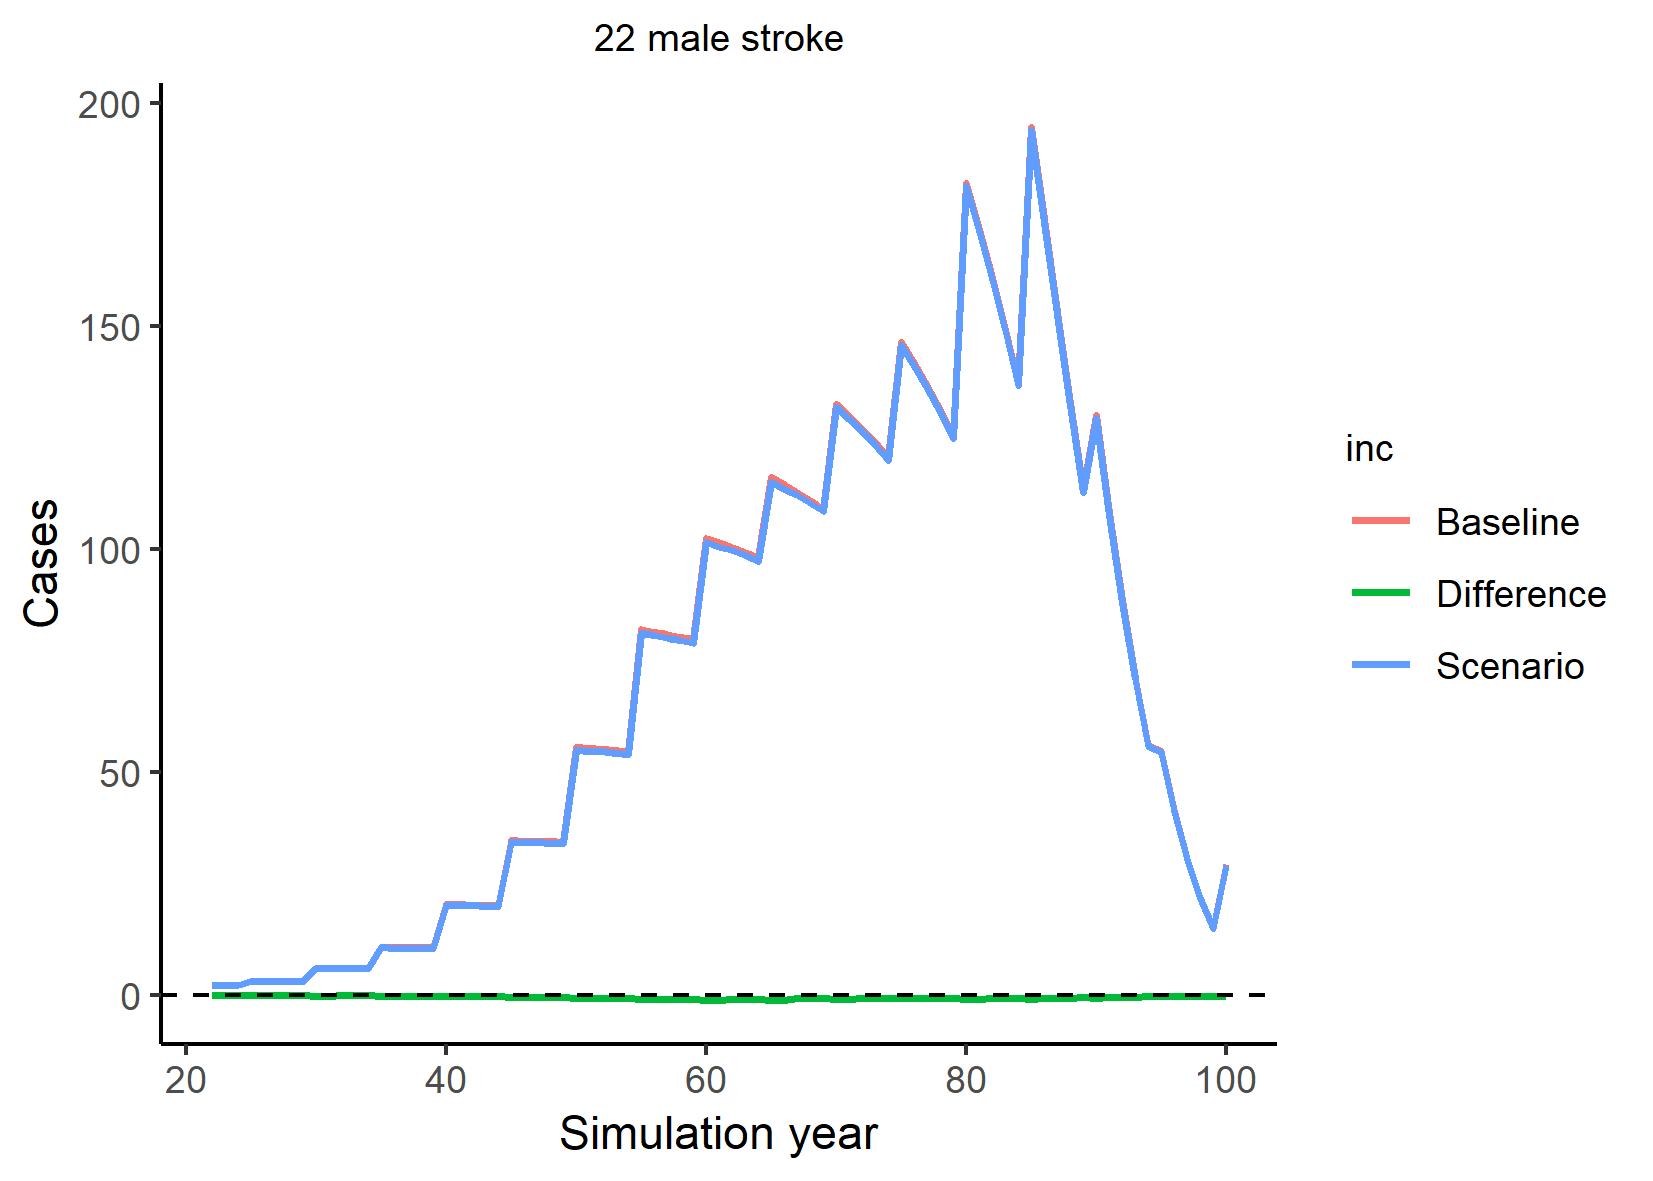 22 male stroke
200
150
100
50
0
Cases
20 40 60 80 100
Simulation year
inc
Baseline
Difference
Scenario